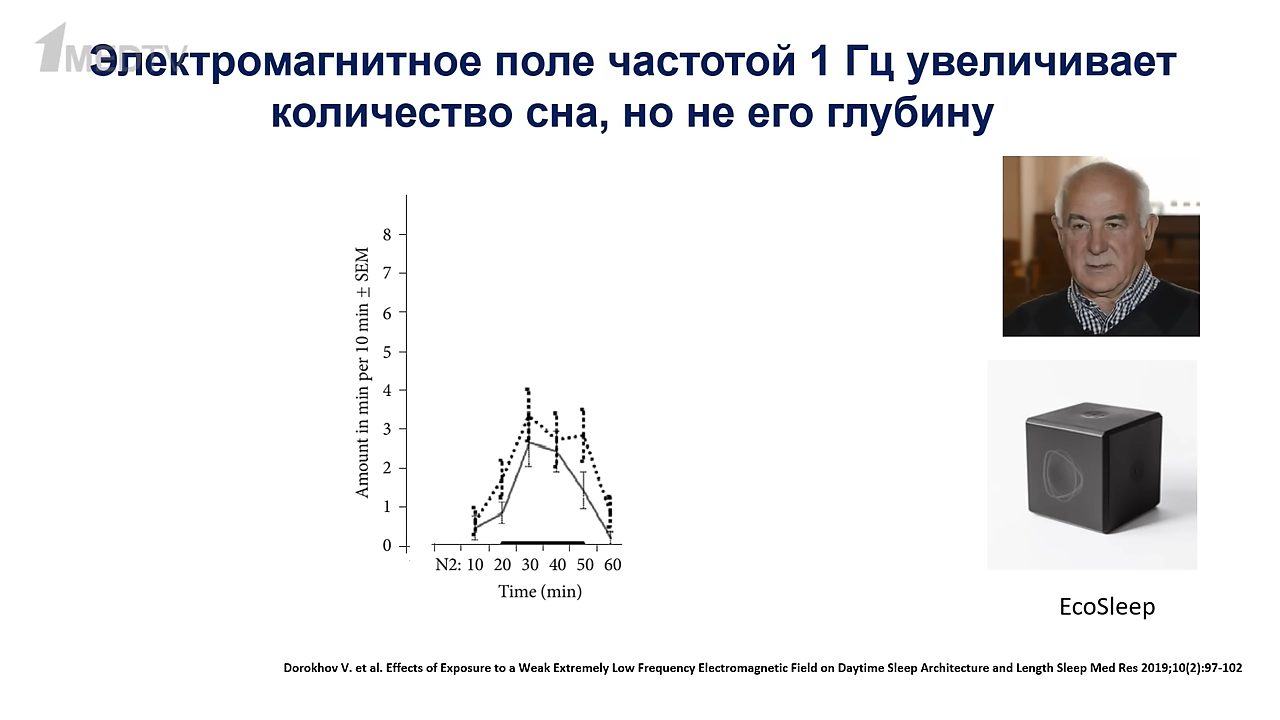 1MEDTV
Электромагнитное поле частотой 1 Гц увеличивает
количество сна, но не его глубину
Amount in min per 10 min ± SEM
8
7
6
5
4
3
2
1
0
N2: 10 20 30 40 50 60
Time (min)
EcoSleep
Dorokhov V. et al. Effects of Exposure to a Weak Extremely Low Frequency Electromagnetic Field on Daytime Sleep Architecture and Length Sleep Med Res 2019;10(2):97-102